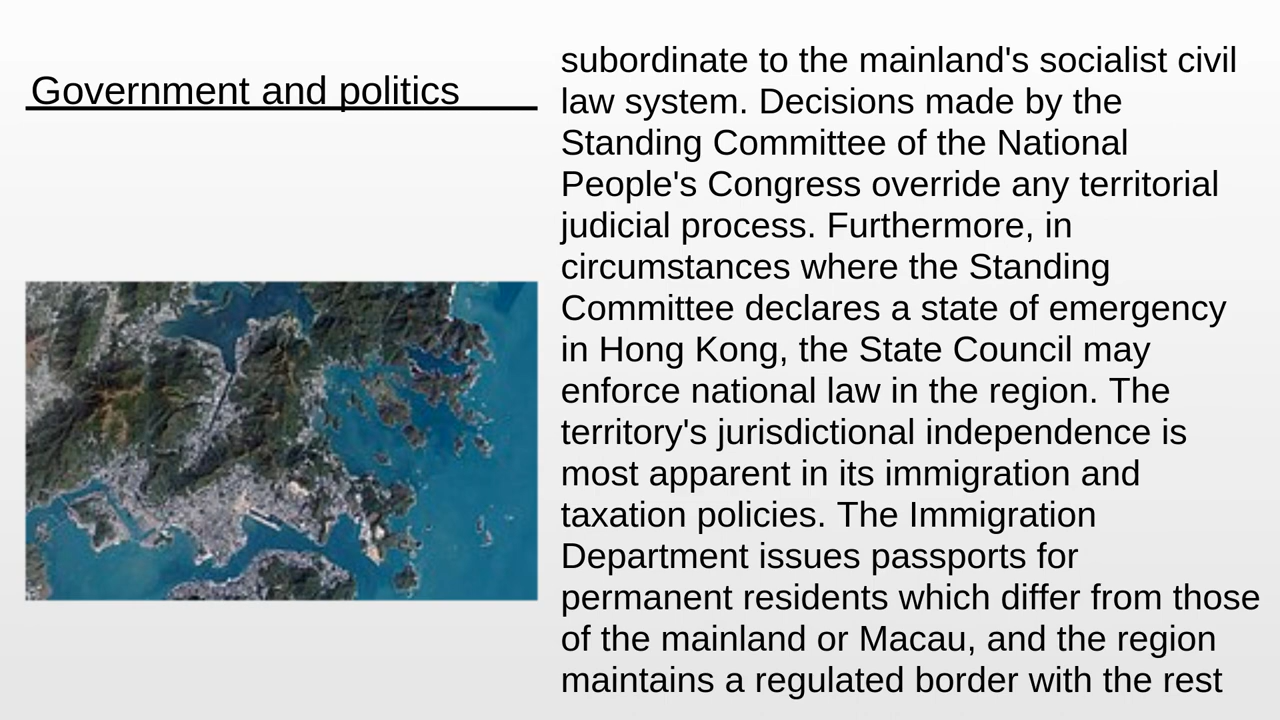 Government and politics
subordinate to the mainland's socialist civil
law system. Decisions made by the
Standing Committee of the National
People's Congress override any territorial
judicial process. Furthermore, in
circumstances where the Standing
Committee declares a state of emergency
in Hong Kong, the State Council may
enforce national law in the region. The
territory's jurisdictional independence is
most apparent in its immigration and
taxation policies. The Immigration
Department issues passports for
permanent residents which differ from those
of the mainland or Macau, and the region
maintains a regulated border with the rest